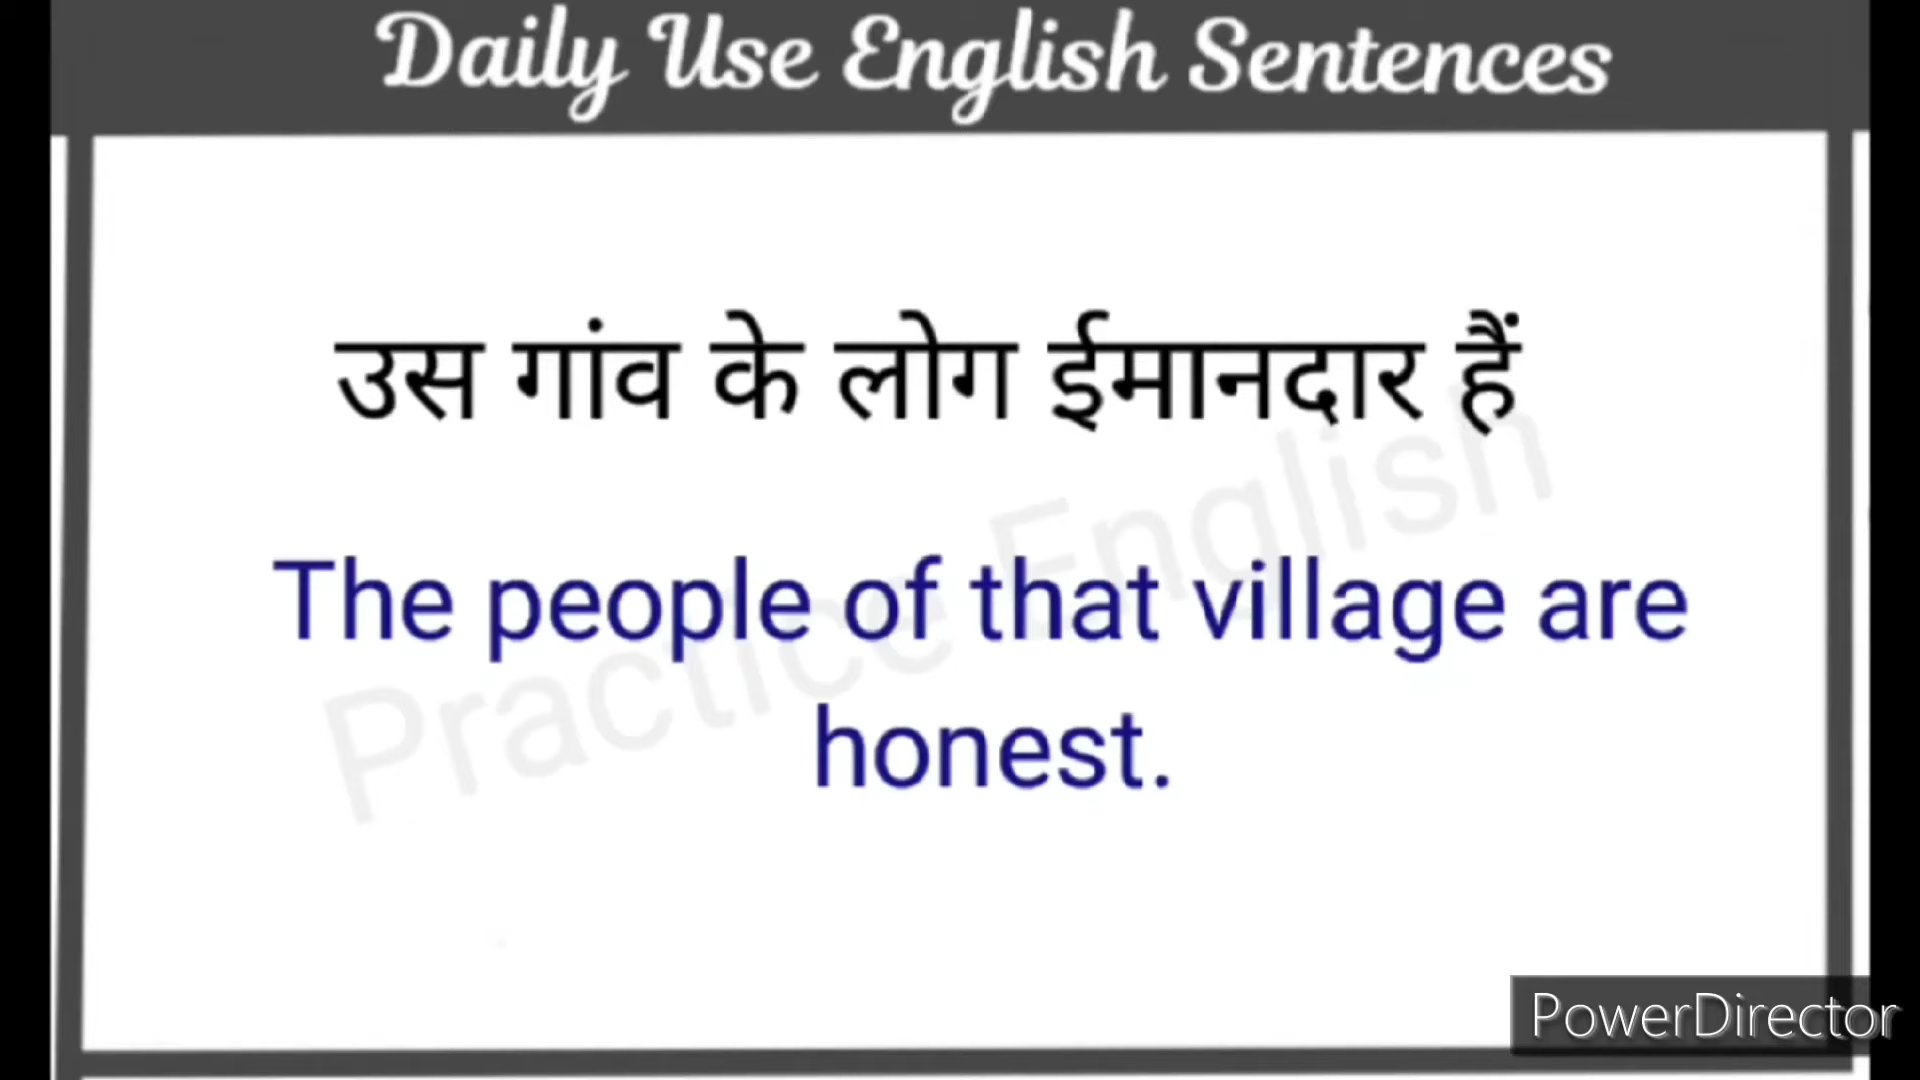 Daily Use English Sentences
उस गांव के लोग ईमानदार हैं
The people of that village are
honest.
Practice English
PowerDirector